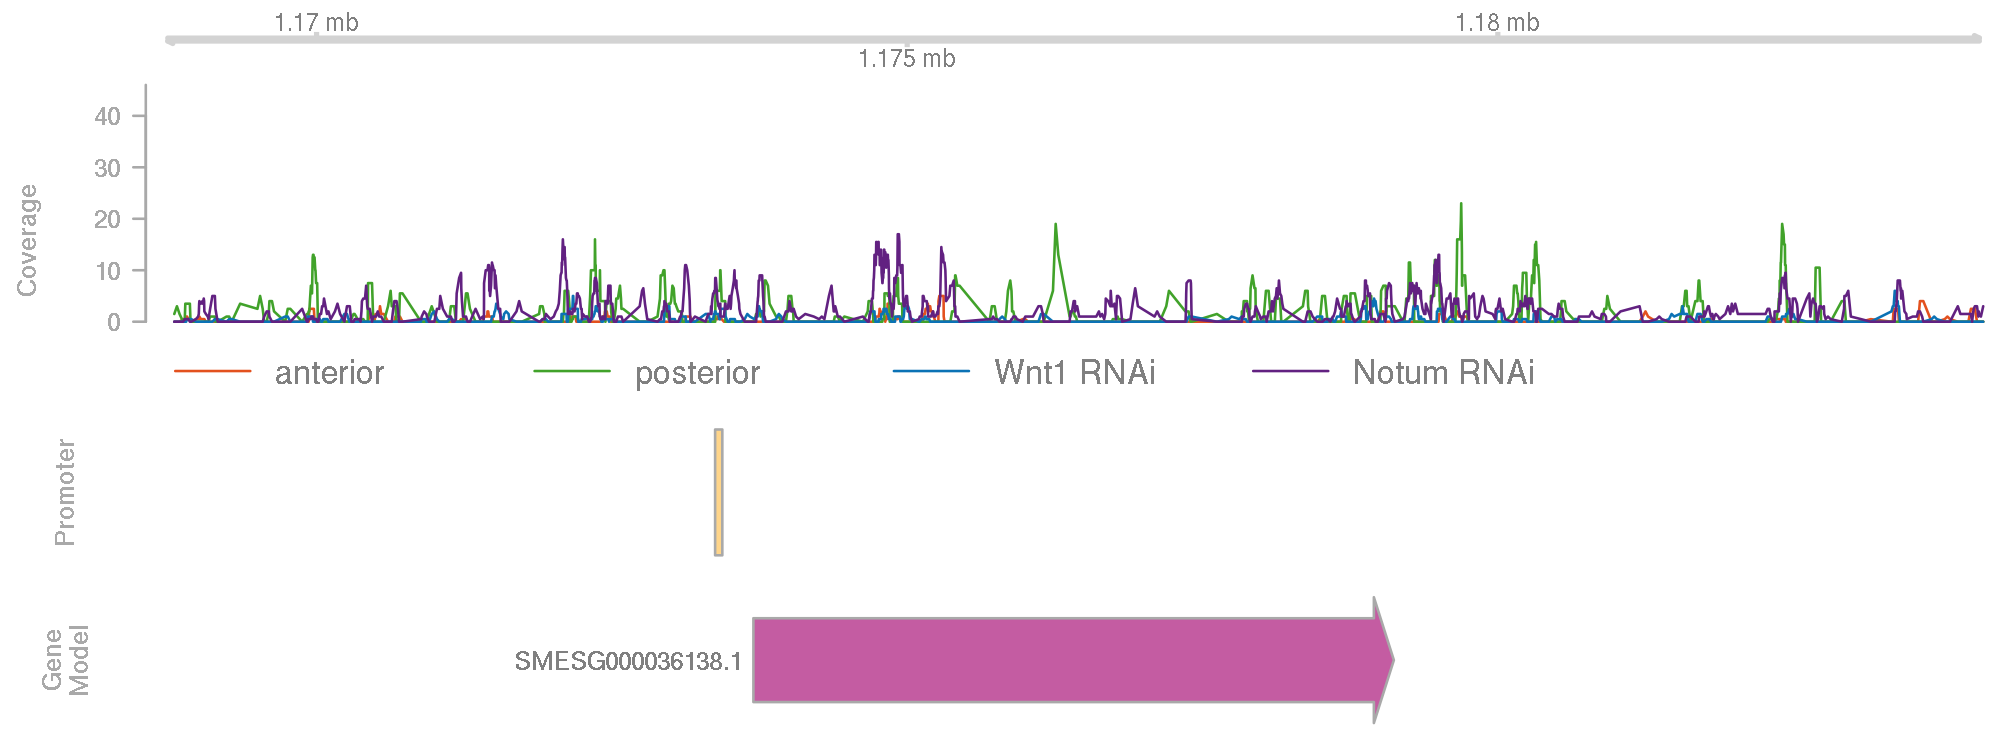 1.17 mb
1.18 mb
1.175 mb
Coverage
40
30
20
10
0
anterior posterior Wnt1 RNAi Notum RNAi
Promoter
Gene
Model
SMESG000036138.1